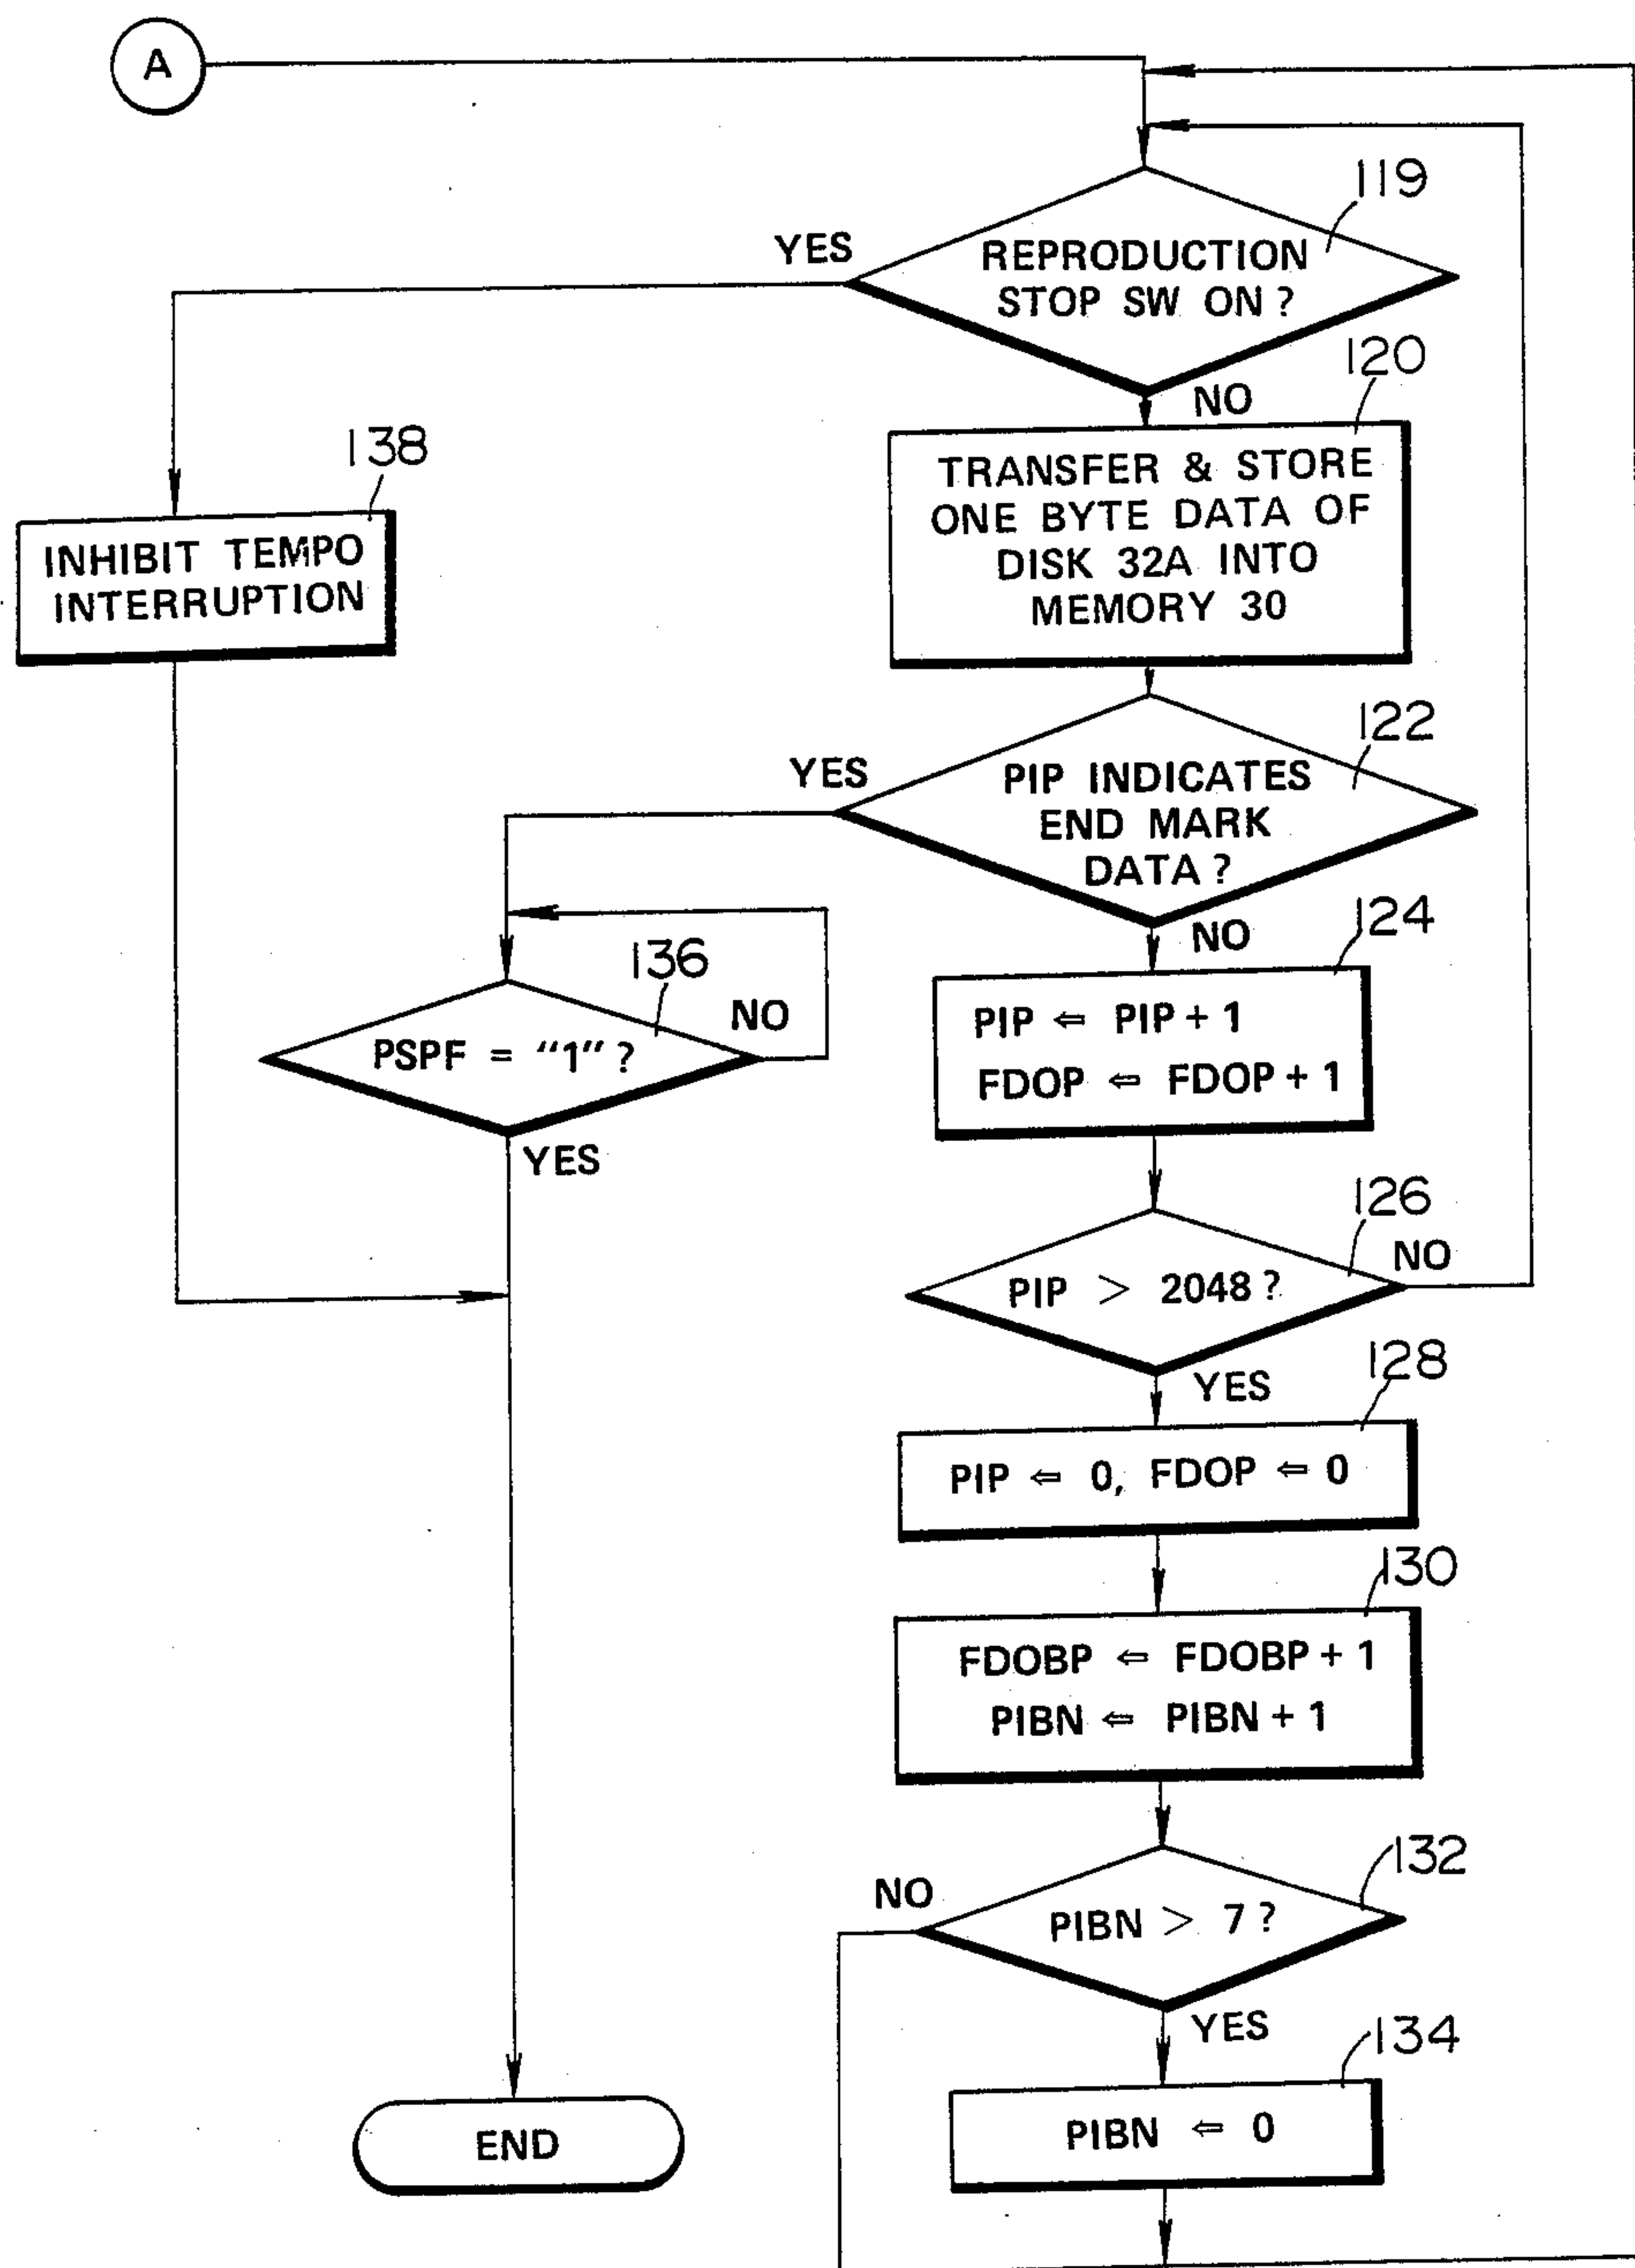 A
119
YES
REPRODUCTION
STOP SW ON ?
120
NO
138
TRANSFER & STORE
ONE BYTE DATA OF
DISK 32A INTO
MEMORY 30
INHIBIT TEMPO
INTERRUPTION
122
YES
PIP INDICATES
END MARK
DATA ?
124
NO
136
NO
PSPF = “1” ?
PIP ⇐ PIP + 1
FDOP ⇐ FDOP + 1
YES
126
NO
PIP > 2048 ?
128
YES
PIP ⇐ 0, FDOP ⇐ 0
130
FDOBP ⇐ FDOBP + 1
PIBN ⇐ PIBN + 1
132
NO
PIBN > 7 ?
YES
134
PIBN ⇐ 0
END